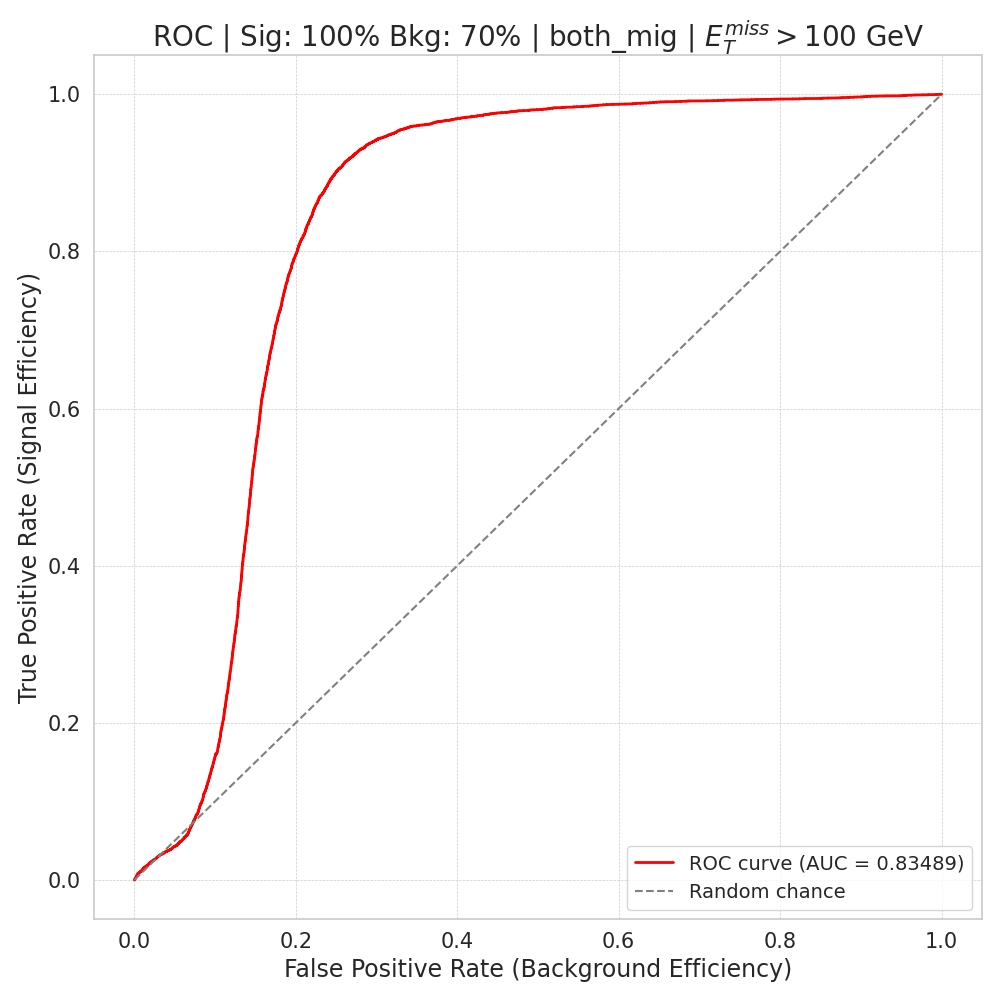 ROC | Sig: 100% Bkg: 70% | both_mig | $E_T^{miss} > 100$ GeV
1.0
0.8
0.6
0.4
0.2
0.0
True Positive Rate (Signal Efficiency)
ROC curve (AUC = 0.83489)
Random chance
0.0 0.2 0.4 0.6 0.8 1.0
False Positive Rate (Background Efficiency)